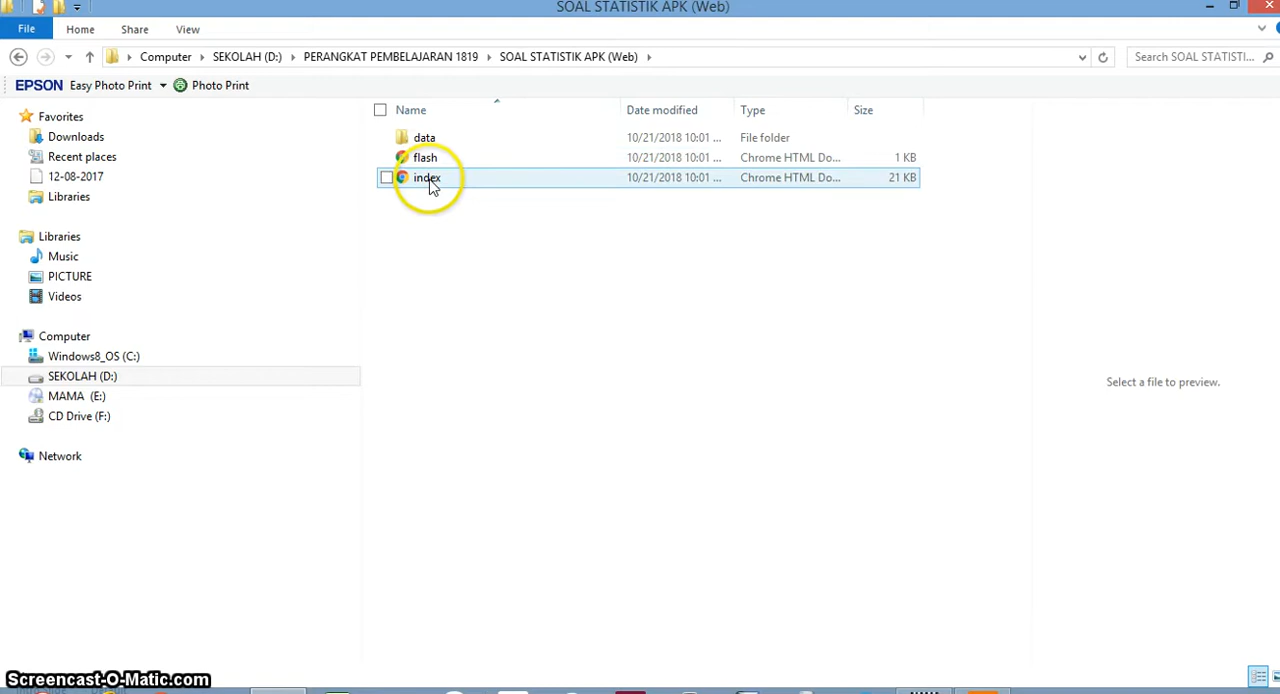 SOAL STATISTIK APK (Web)
File Home Share View
Computer SEKOLAH (D:) PERANGKAT PEMBELAJARAN 1819 SOAL STATISTIK APK (Web) Search SOAL STATISTI...
EPSON Easy Photo Print Photo Print
Name Date modified Type Size
Favorites
Downloads
Recent places
12-08-2017
Libraries
Libraries
Music
PICTURE
Videos
Computer
Windows8_OS (C:)
SEKOLAH (D:)
MAMA (E:)
CD Drive (F:)
Network
data 10/21/2018 10:01 ... File folder
flash 10/21/2018 10:01 ... Chrome HTML Do... 1 KB
index 10/21/2018 10:01 ... Chrome HTML Do... 21 KB
Select a file to preview.
Screencast-O-Matic.com